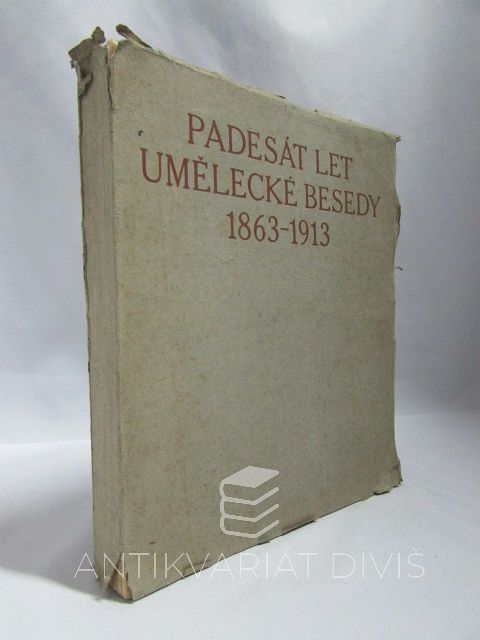 PADESÁT LET
UMĚLECKÉ BESEDY
1863-1913
ANTIKVARIÁT DIVIŠ